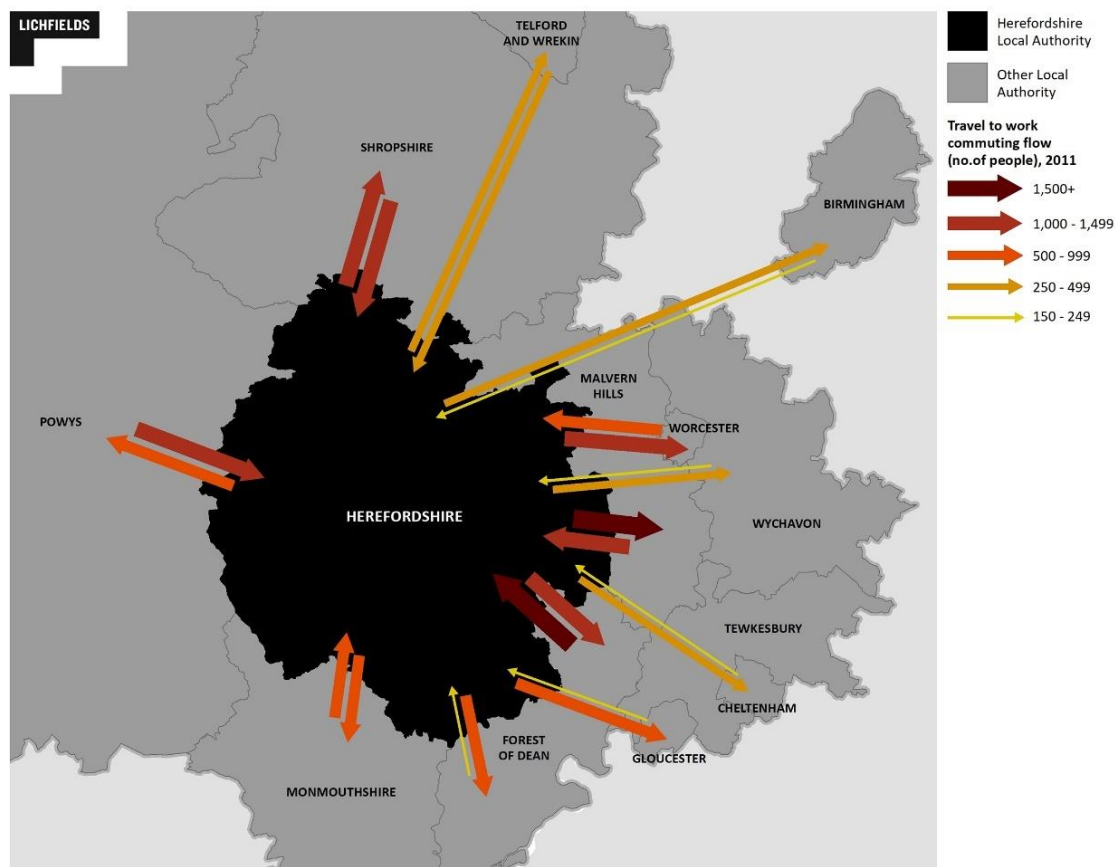 LICHFIELDS
TELFORD
AND WREKIN
SHROPSHIRE
BIRMINGHAM
MALVERN
HILLS
POWYS
WORCESTER
HEREFORDSHIRE
WYCHAVON
TEWKESBURY
CHELTENHAM
FOREST
OF DEAN
GLOUCESTER
MONMOUTHSHIRE
Herefordshire
Local Authority
Other Local
Authority
Travel to work
commuting flow
(no.of people), 2011
1,500+
1,000 - 1,499
500 - 999
250 - 499
150 - 249